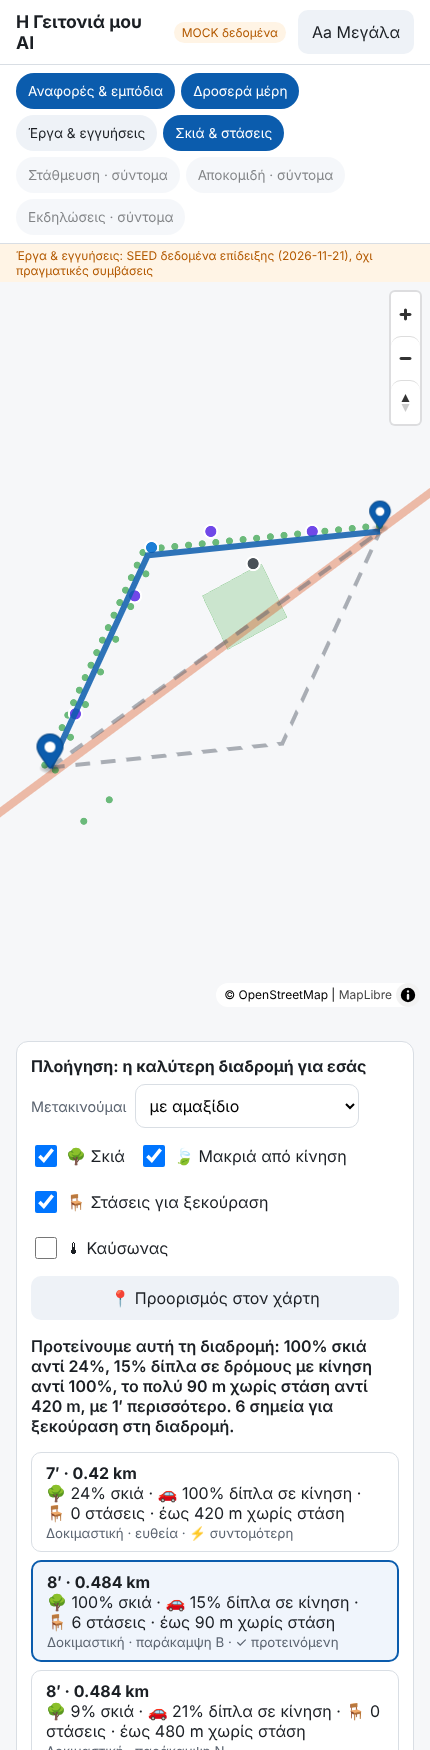 Η Γειτονιά μου
AI
MOCK δεδομένα
Aa Μεγάλα
Αναφορές & εμπόδια
Δροσερά μέρη
Έργα & εγγυήσεις
Σκιά & στάσεις
Στάθμευση · σύντομα
Αποκομιδή · σύντομα
Εκδηλώσεις · σύντομα
Έργα & εγγυήσεις: SEED δεδομένα επίδειξης (2026-11-21), όχι
πραγματικές συμβάσεις
© OpenStreetMap | MapLibre
Πλοήγηση: η καλύτερη διαδρομή για εσάς
Μετακινούμαι
με αμαξίδιο
🌳 Σκιά
🍃 Μακριά από κίνηση
🪑 Στάσεις για ξεκούραση
🌡 Καύσωνας
📍 Προορισμός στον χάρτη
Προτείνουμε αυτή τη διαδρομή: 100% σκιά
αντί 24%, 15% δίπλα σε δρόμους με κίνηση
αντί 100%, το πολύ 90 m χωρίς στάση αντί
420 m, με 1′ περισσότερο. 6 σημεία για
ξεκούραση στη διαδρομή.
7′ · 0.42 km
🌳 24% σκιά · 🚗 100% δίπλα σε κίνηση ·
🪑 0 στάσεις · έως 420 m χωρίς στάση
Δοκιμαστική · ευθεία · ⚡ συντομότερη
8′ · 0.484 km
🌳 100% σκιά · 🚗 15% δίπλα σε κίνηση ·
🪑 6 στάσεις · έως 90 m χωρίς στάση
Δοκιμαστική · παράκαμψη Β · ✓ προτεινόμενη
8′ · 0.484 km
🌳 9% σκιά · 🚗 21% δίπλα σε κίνηση · 🪑 0
στάσεις · έως 480 m χωρίς στάση
Δοκιμαστική · παράκαμψη Ν